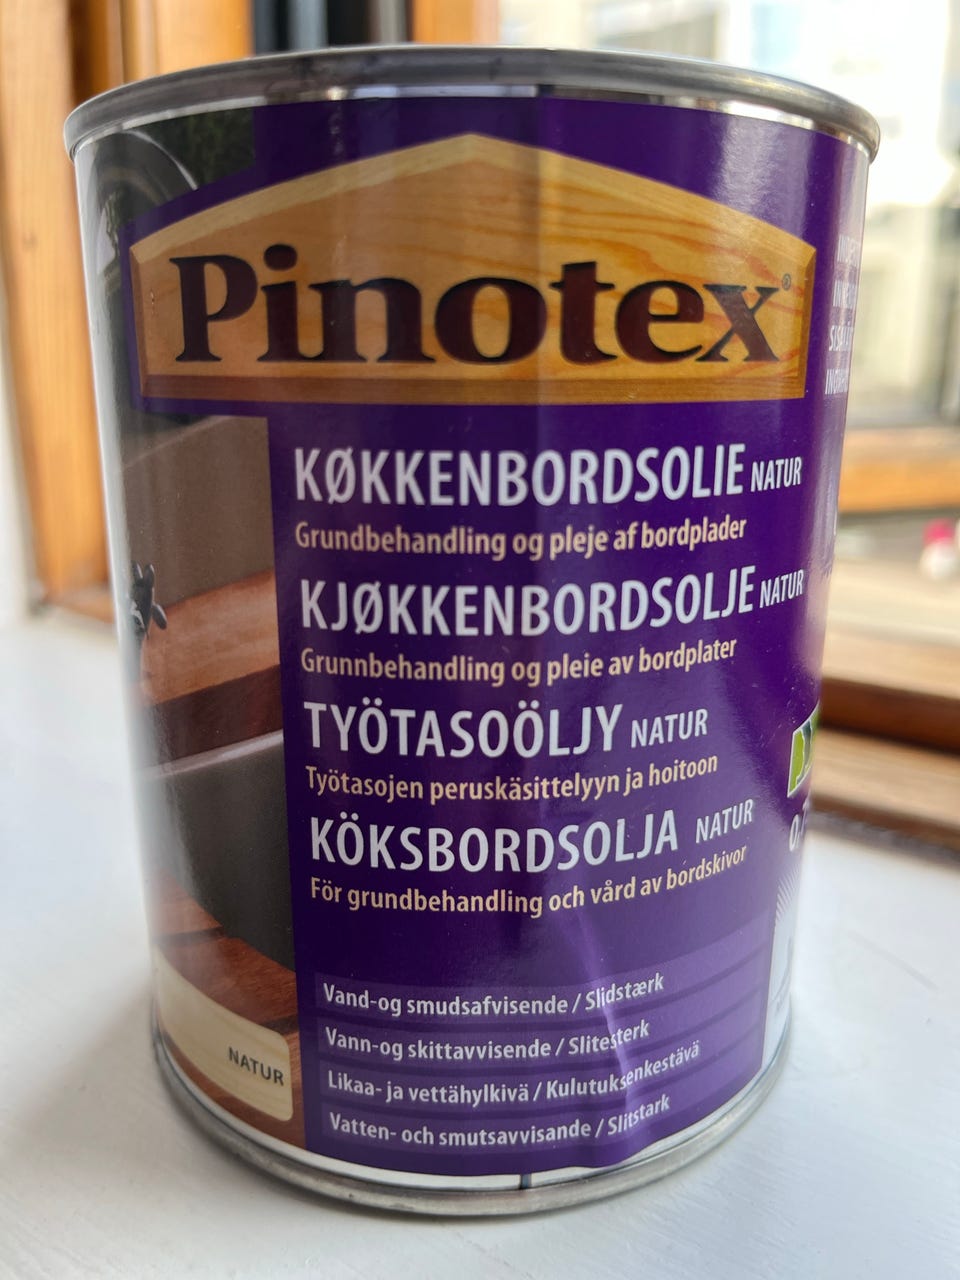 Pinotex®
KØKKENBORDSOLIE NATUR
Grundbehandling og pleje af bordplader
KJØKKENBORDSOLJE NATUR
Grunnbehandling og pleie av bordplater
TYÖTASOÖLJY NATUR
Työtasojen peruskäsittelyyn ja hoitoon
KÖKSBORDSOLJA NATUR
För grundbehandling och vård av bordskivor
Vand-og smudsafvisende / Slidstærk
Vann-og skittavvisende / Slitesterk
Likaa- ja vettähylkivä / Kulutuksenkestävä
Vatten- och smutsavvisande / Slitstark
NATUR